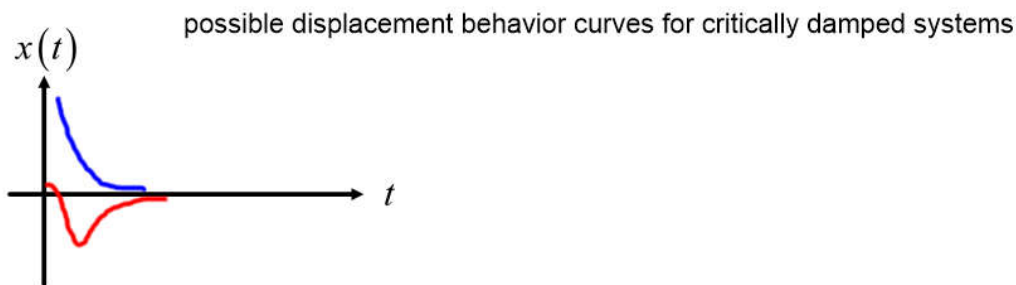 possible displacement behavior curves for critically damped systems
x(t)
t